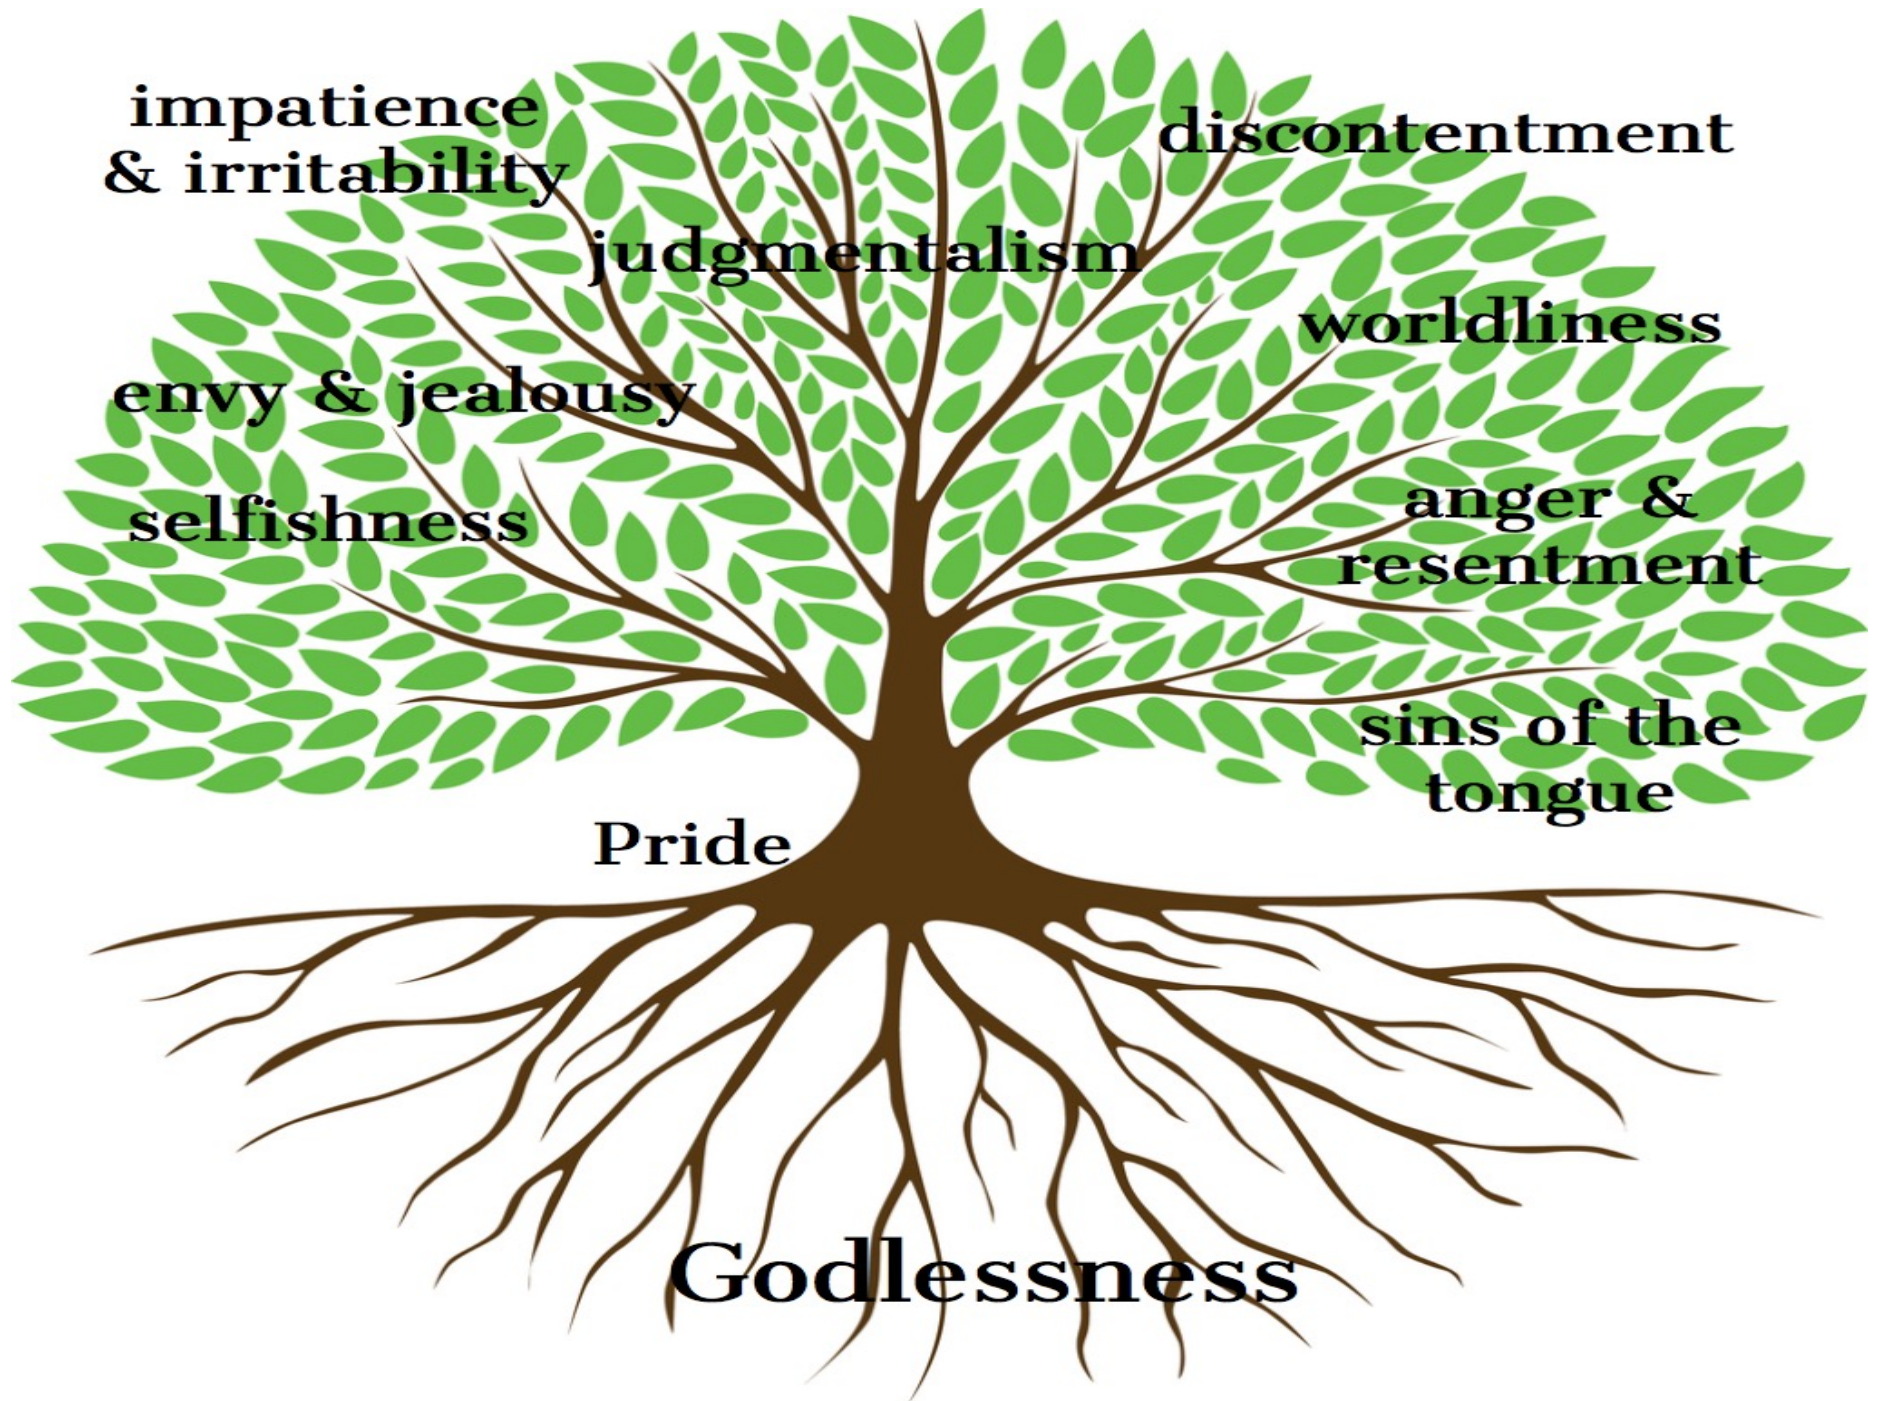 impatience
& irritability
discontentment
judgmentalism
worldliness
envy & jealousy
selfishness
anger &
resentment
sins of the
tongue
Pride
Godlessness